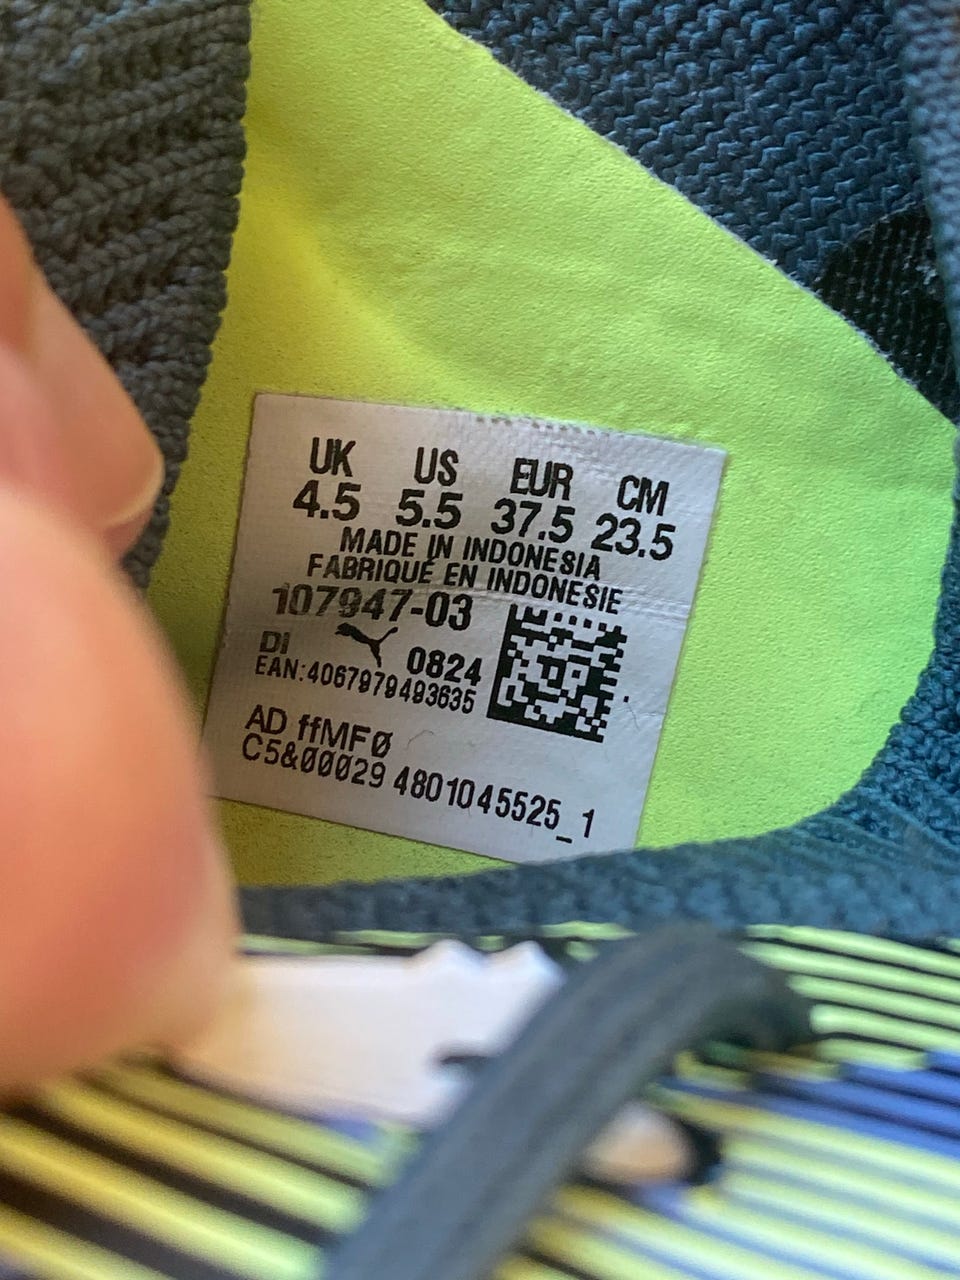 UK US EUR CM
4.5 5.5 37.5 23.5
MADE IN INDONESIA
FABRIQUÉ EN INDONESIE
107947-03
DI 0824
EAN:4067979493635
AD ffMFØ
C5&ØØØ29 4801045525_1